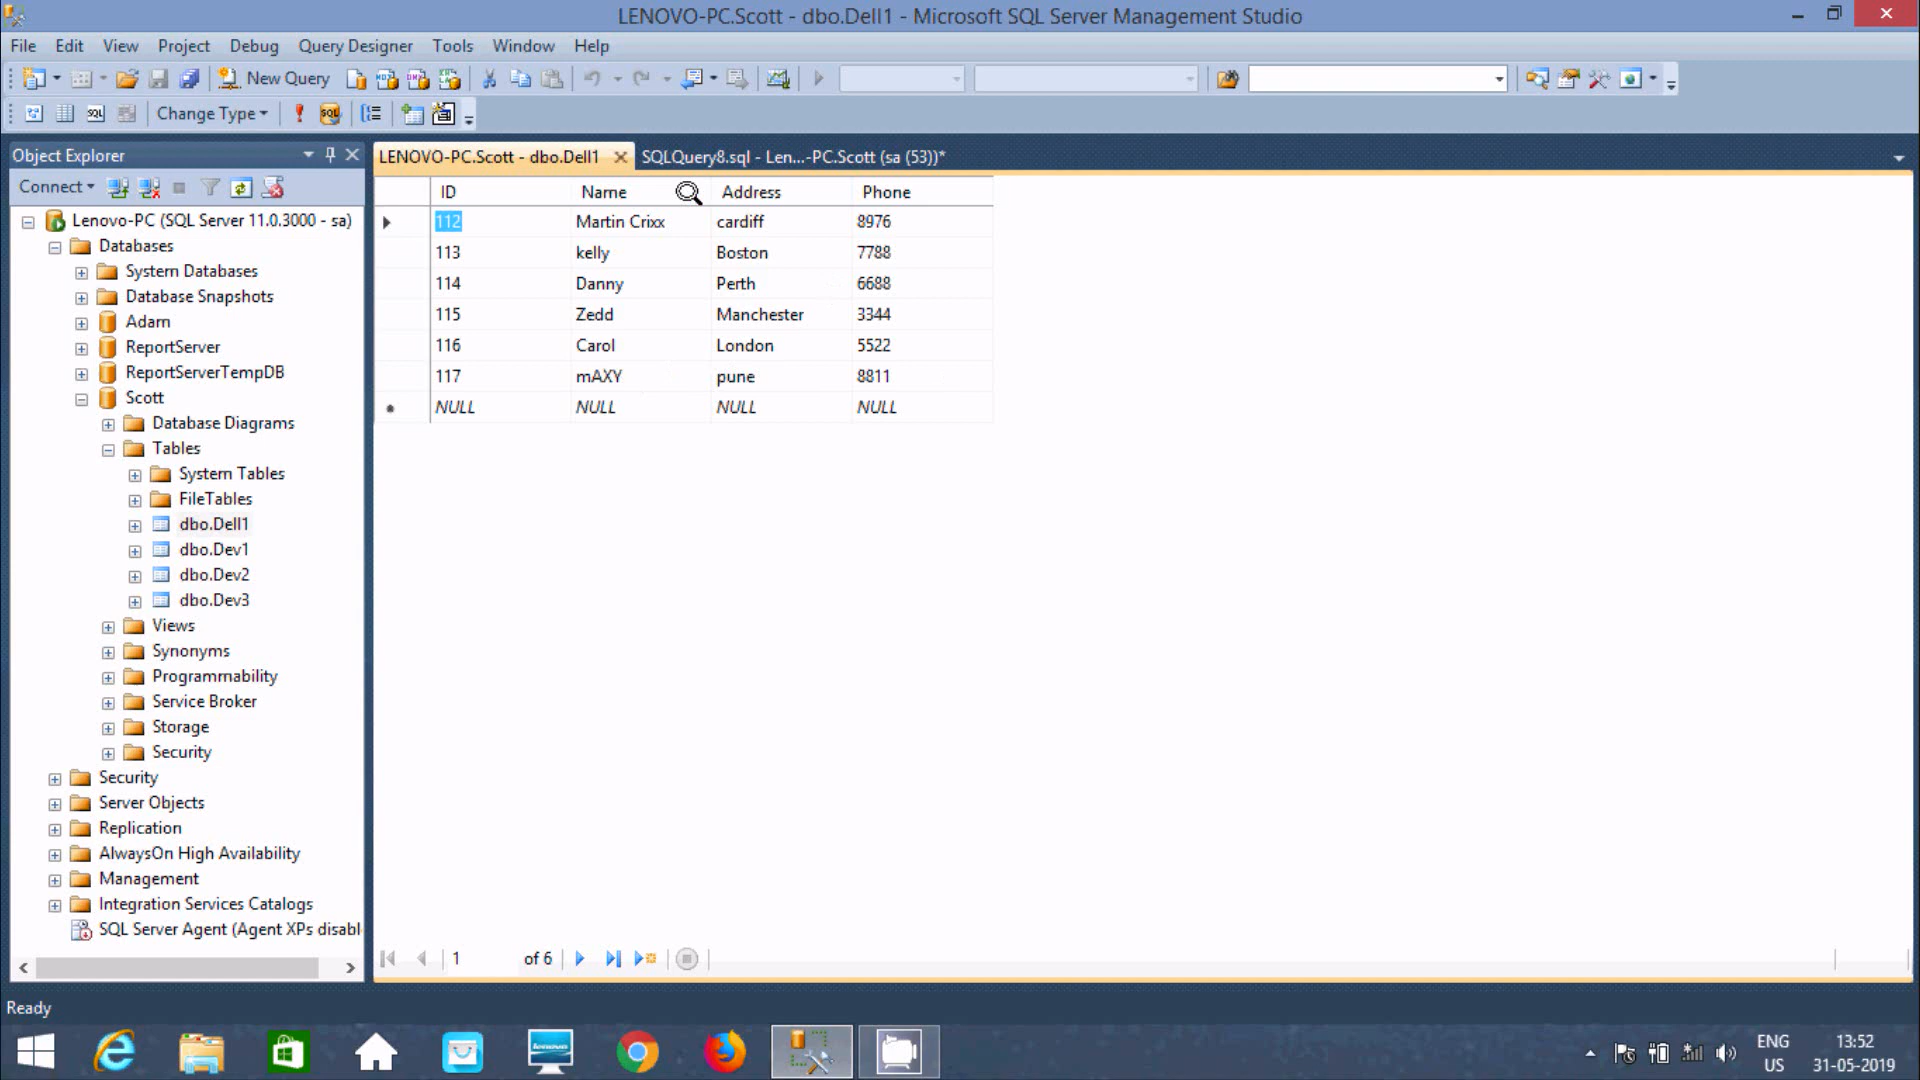 LENOVO-PC.Scott - dbo.Dell1 - Microsoft SQL Server Management Studio
File Edit View Project Debug Query Designer Tools Window Help
New Query
Change Type
Object Explorer
LENOVO-PC.Scott - dbo.Dell1
SQLQuery8.sql - Len...-PC.Scott (sa (53))*
Connect
Lenovo-PC (SQL Server 11.0.3000 - sa)
Databases
System Databases
Database Snapshots
Adam
ReportServer
ReportServerTempDB
Scott
Database Diagrams
Tables
System Tables
FileTables
dbo.Dell1
dbo.Dev1
dbo.Dev2
dbo.Dev3
Views
Synonyms
Programmability
Service Broker
Storage
Security
Security
Server Objects
Replication
AlwaysOn High Availability
Management
Integration Services Catalogs
SQL Server Agent (Agent XPs disabl
ID Name Address Phone
112 Martin Crixx cardiff 8976
113 kelly Boston 7788
114 Danny Perth 6688
115 Zedd Manchester 3344
116 Carol London 5522
117 mAXY pune 8811
NULL NULL NULL NULL
1 of 6
Ready
ENG
US
13:52
31-05-2019